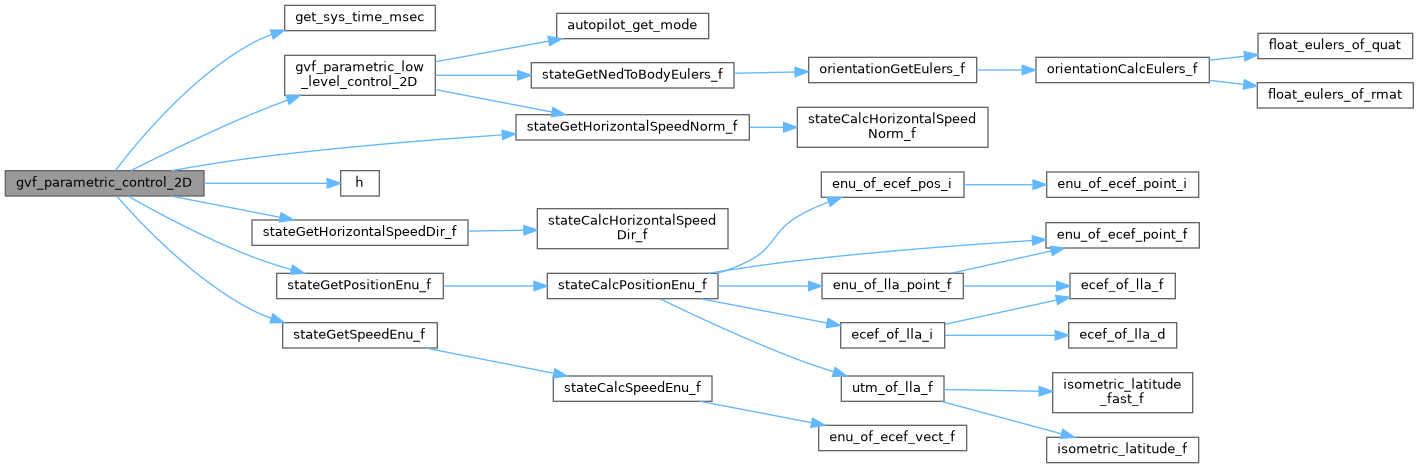 get_sys_time_msec
autopilot_get_mode
float_eulers_of_quat
gvf_parametric_low
_level_control_2D
stateGetNedToBodyEulers_f
orientationGetEulers_f
orientationCalcEulers_f
float_eulers_of_rmat
stateGetHorizontalSpeedNorm_f
stateCalcHorizontalSpeed
Norm_f
gvf_parametric_control_2D
h
enu_of_ecef_pos_i
enu_of_ecef_point_i
stateGetHorizontalSpeedDir_f
stateCalcHorizontalSpeed
Dir_f
enu_of_ecef_point_f
stateGetPositionEnu_f
stateCalcPositionEnu_f
enu_of_lla_point_f
ecef_of_lla_f
stateGetSpeedEnu_f
ecef_of_lla_i
ecef_of_lla_d
stateCalcSpeedEnu_f
utm_of_lla_f
isometric_latitude
_fast_f
enu_of_ecef_vect_f
isometric_latitude_f